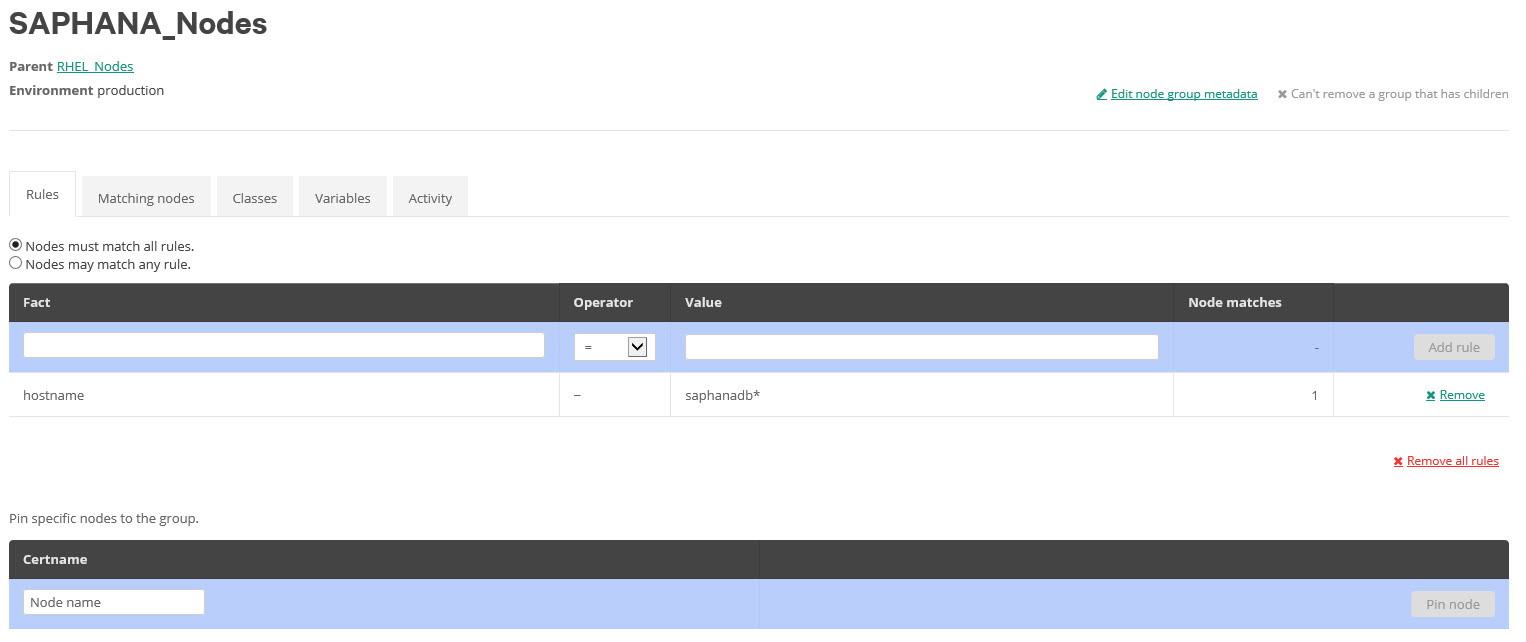 SAPHANA_Nodes
Parent RHEL_Nodes
Environment production
Edit node group metadata Can't remove a group that has children
Rules Matching nodes Classes Variables Activity
Nodes must match all rules.
Nodes may match any rule.
Fact Operator Value Node matches
= - Add rule
hostname ~ saphanadb* 1 Remove
Remove all rules
Pin specific nodes to the group.
Certname
Node name Pin node